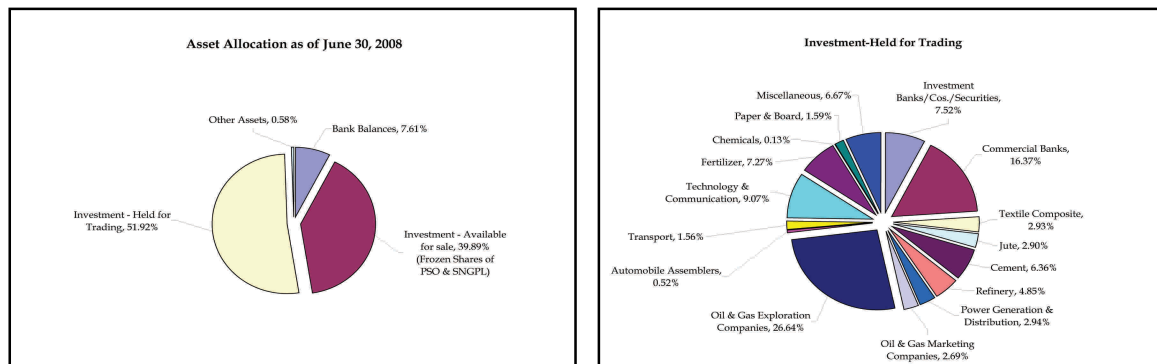 Asset Allocation as of June 30, 2008
Other Assets, 0.58%
Bank Balances, 7.61%
Investment - Held for
Trading, 51.92%
Investment - Available
for sale, 39.89%
(Frozen Shares of
PSO & SNGPL)
Investment-Held for Trading
Miscellaneous, 6.67%
Investment
Banks/Cos./Securities,
7.52%
Paper & Board, 1.59%
Chemicals, 0.13%
Commercial Banks,
16.37%
Fertilizer, 7.27%
Technology &
Communication, 9.07%
Textile Composite,
2.93%
Transport, 1.56%
Jute, 2.90%
Automobile Assemblers,
0.52%
Cement, 6.36%
Refinery, 4.85%
Oil & Gas Exploration
Companies, 26.64%
Power Generation &
Distribution, 2.94%
Oil & Gas Marketing
Companies, 2.69%